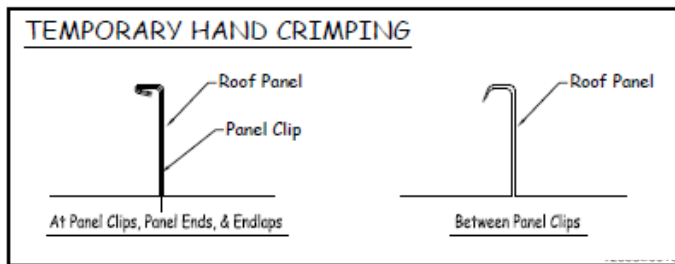 TEMPORARY HAND CRIMPING
Roof Panel
Roof Panel
Panel Clip
At Panel Clips, Panel Ends, & Endlaps
Between Panel Clips